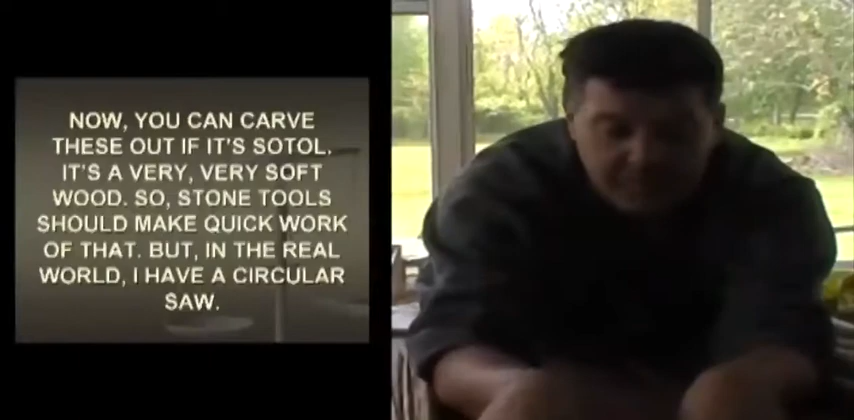 NOW, YOU CAN CARVE
THESE OUT IF IT'S SOTOL.
IT'S A VERY, VERY SOFT
WOOD. SO, STONE TOOLS
SHOULD MAKE QUICK WORK
OF THAT. BUT, IN THE REAL
WORLD, I HAVE A CIRCULAR
SAW.